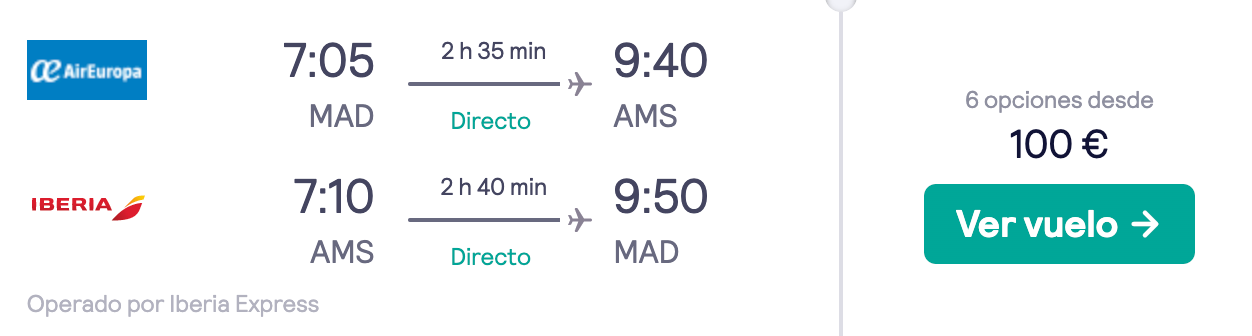 AirEuropa
7:05 2 h 35 min 9:40
MAD Directo AMS
IBERIA
7:10 2 h 40 min 9:50
AMS Directo MAD
Operado por Iberia Express
6 opciones desde
100 €
Ver vuelo →